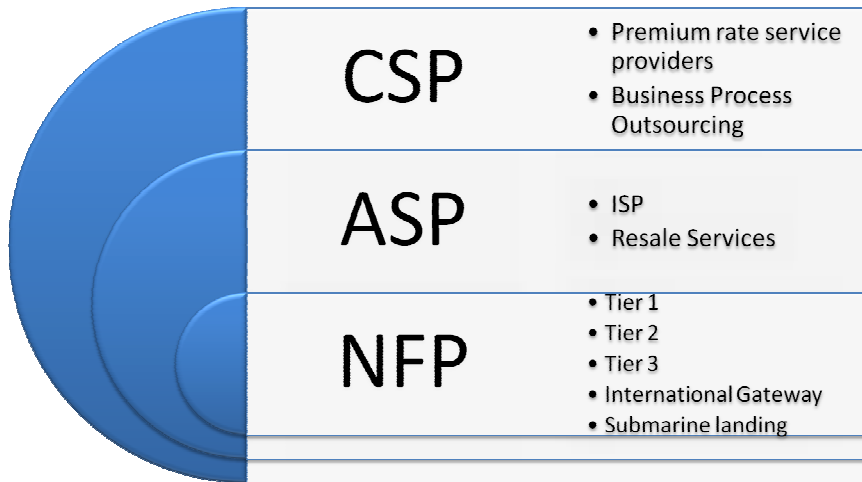 CSP
• Premium rate service
providers
• Business Process
Outsourcing
ASP
• ISP
• Resale Services
NFP
• Tier 1
• Tier 2
• Tier 3
• International Gateway
• Submarine landing